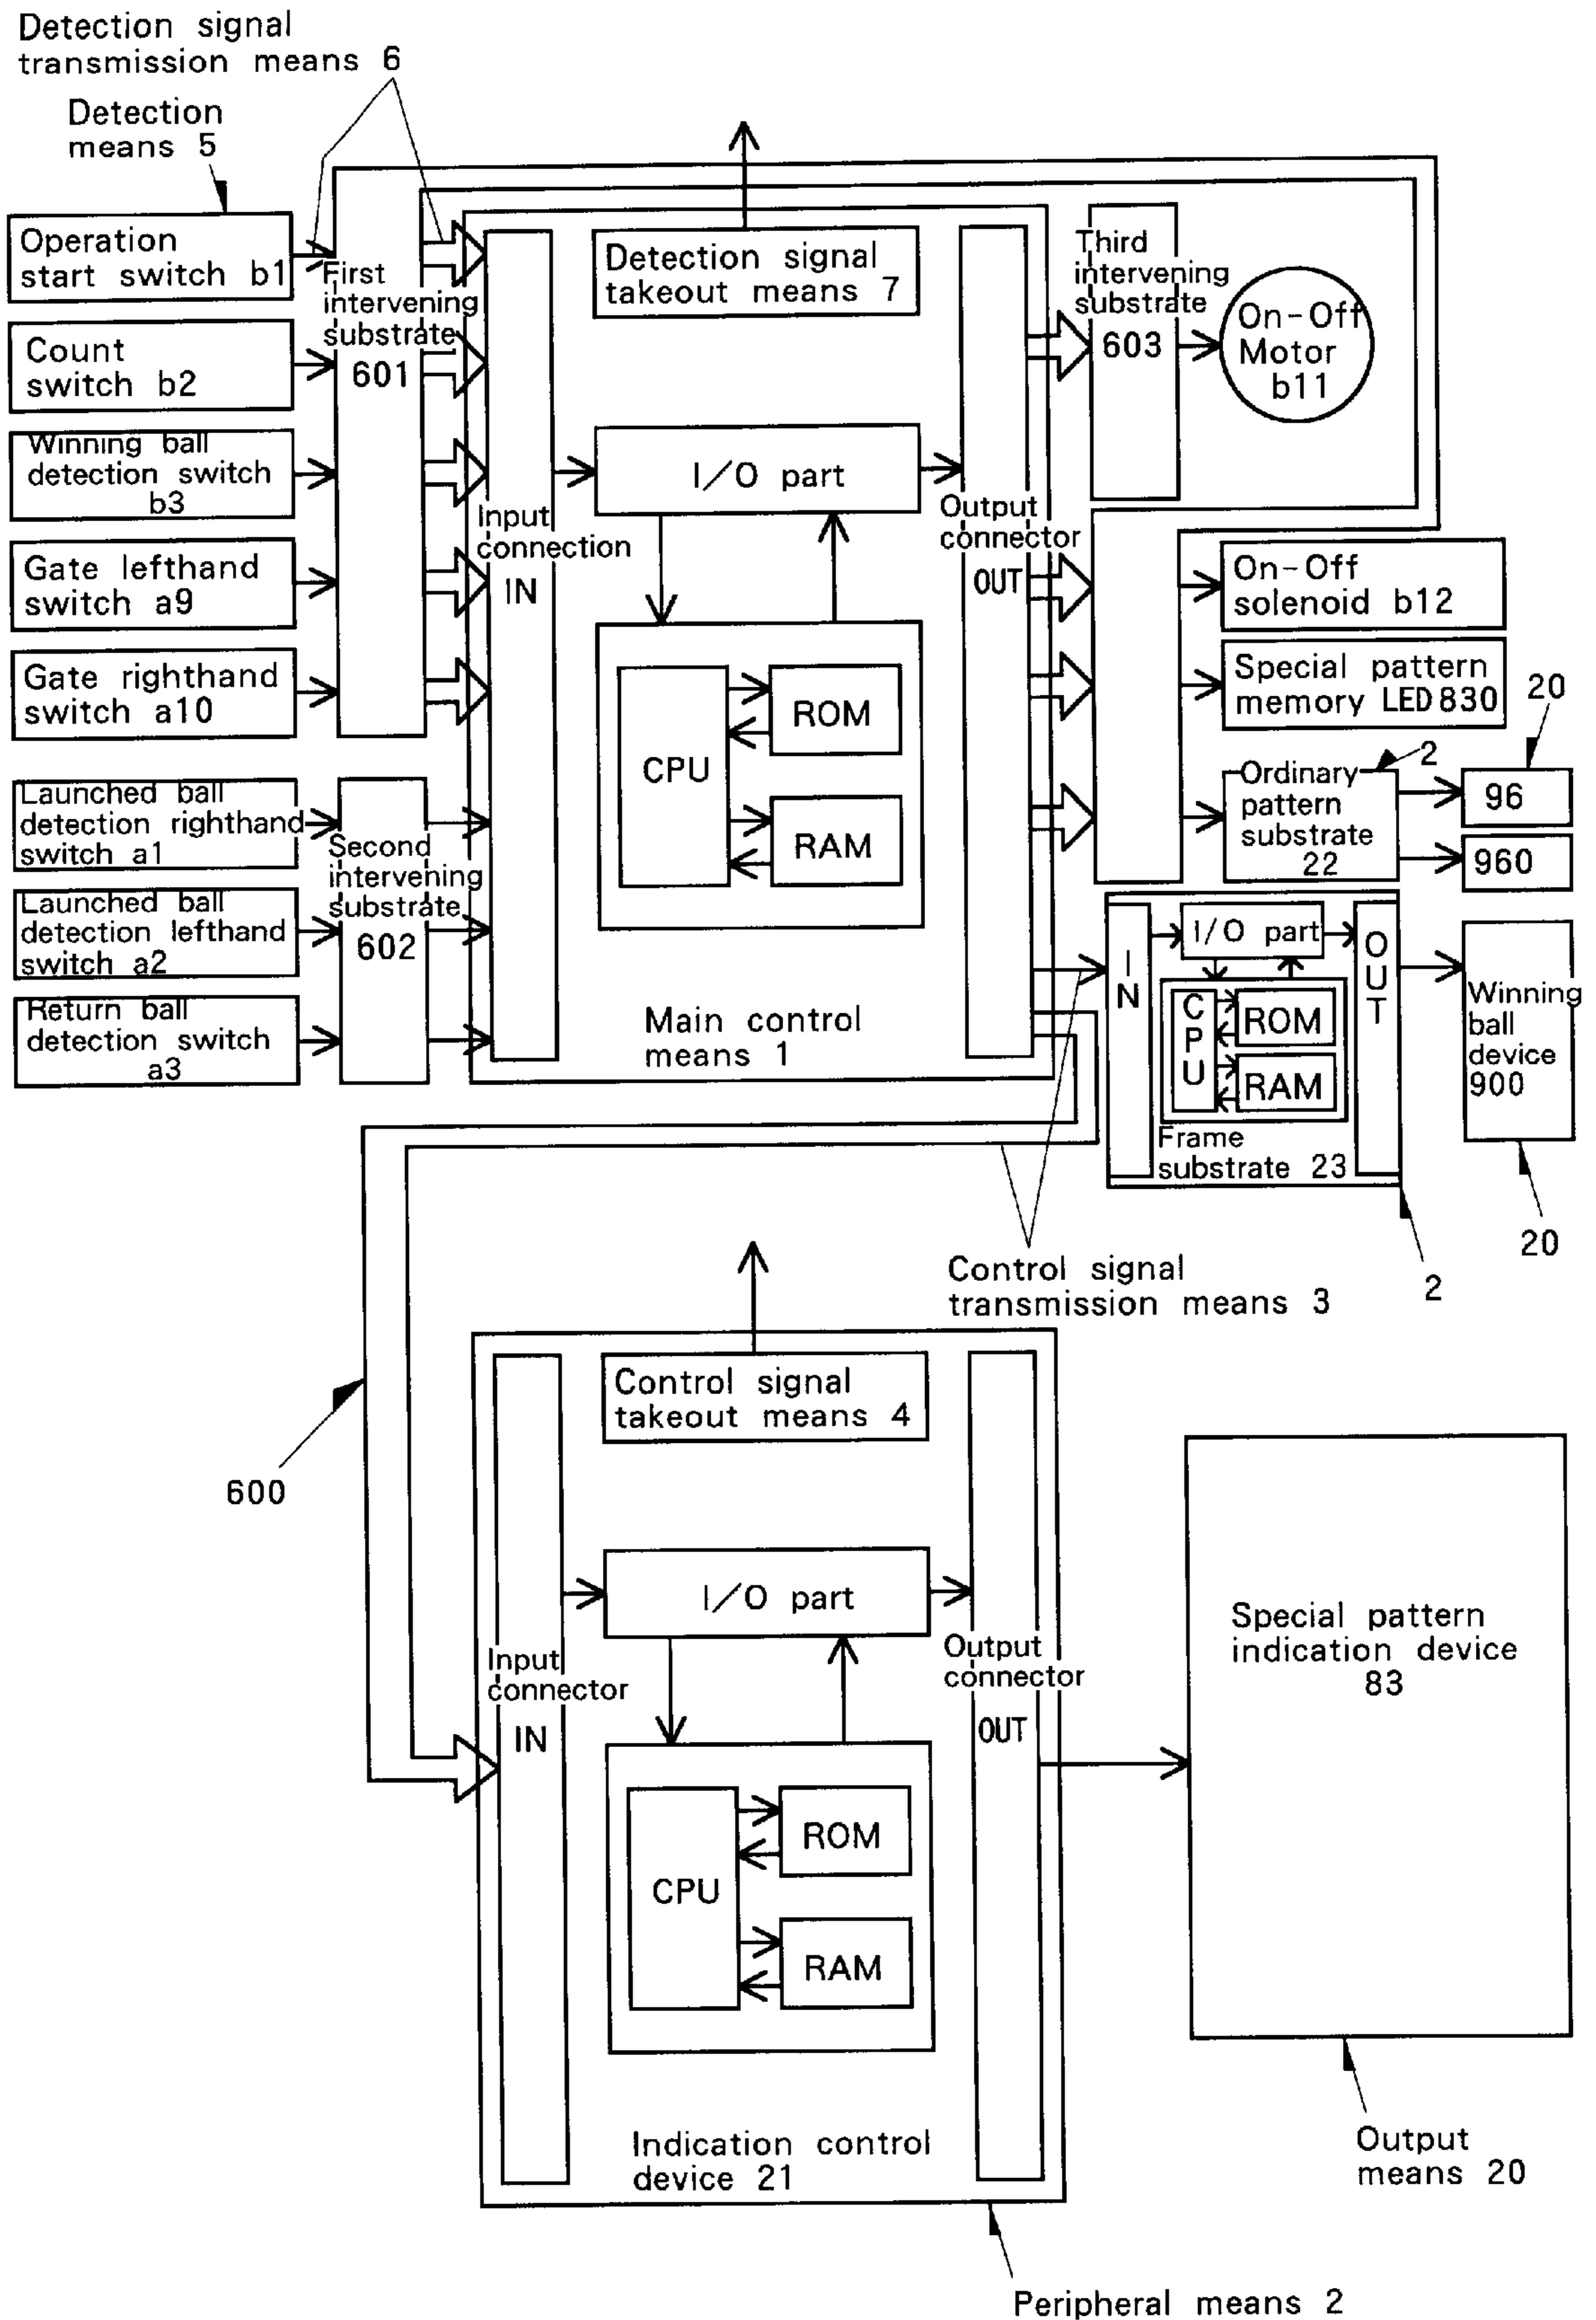 Detection signal
transmission means 6
Detection
means 5
Operation
start switch b1
Count
switch b2
Winning ball
detection switch
b3
Gate lefthand
switch a9
Gate righthand
switch a10
Launched ball
detection righthand
switch a1
Launched ball
detection lefthand
switch a2
Return ball
detection switch
a3
First
intervening
substrate
601
Second
intervening
substrate
602
Input
connection
IN
Detection signal
takeout means 7
I/O part
CPU
ROM
RAM
Main control
means 1
Output
connector
OUT
Third
intervening
substrate
603
On-Off
Motor
b11
On-Off
solenoid b12
Special pattern
memory LED830
20
2
Ordinary
pattern
substrate
22
96
960
IN
I/O part
CPU
ROM
RAM
OUT
Frame
substrate 23
Winning
ball
device
900
20
2
Control signal
transmission means 3
600
Control signal
takeout means 4
Input
connector
IN
I/O part
CPU
ROM
RAM
Output
connector
OUT
Indication control
device 21
Special pattern
indication device
83
Output
means 20
Peripheral means 2